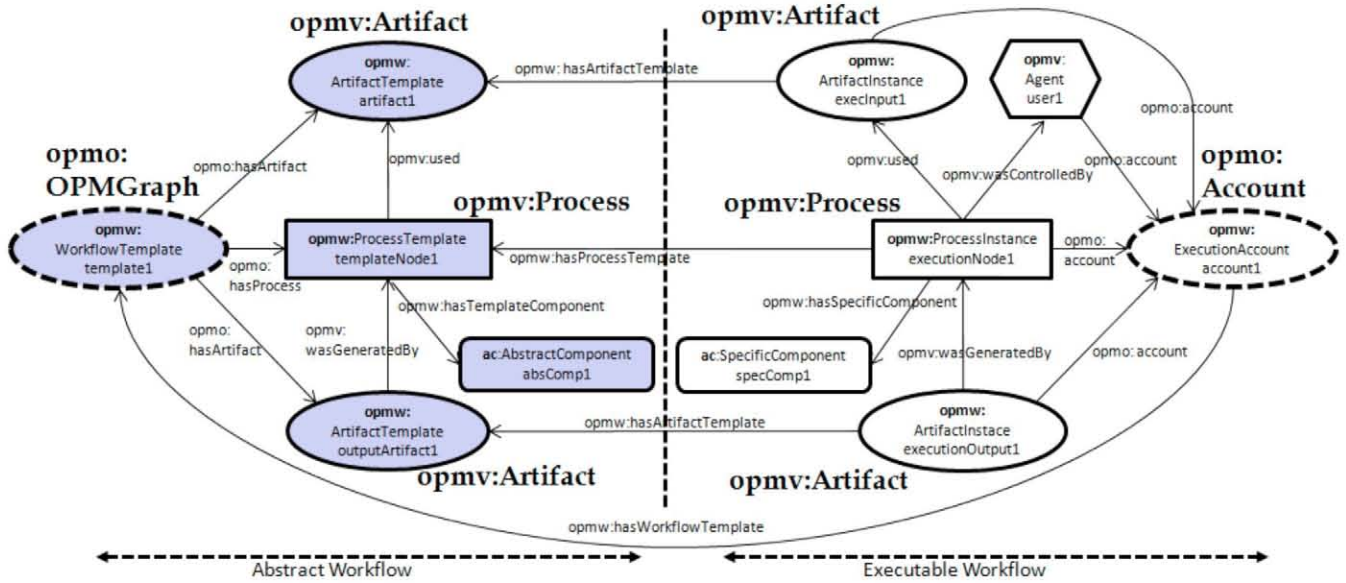 opmv:Artifact
opmv:Artifact
opmw:
ArtifactTemplate
artifact1
opmw: hasArtifactTemplate
opmw:
ArtifactInstance
execInput1
opmv:
Agent
user1
opmo:account
opmo:hasArtifact
opmv:used
opmv:used
opmv:wasControlledBy
opmo:account
opmo:
OPMGraph
opmv:Process
opmv:Process
opmo:
Account
opmw:
WorkflowTemplate
template1
opmo:
hasProcess
opmw:ProcessTemplate
templateNode1
opmw:hasProcessTemplate
opmw:ProcessInstance
executionNode1
opmo:
account
opmw:
ExecutionAccount
account1
opmw:hasTemplateComponent
opmw:hasSpecificComponent
opmo:
hasArtifact
opmv:
wasGeneratedBy
ac:AbstractComponent
absComp1
ac:SpecificComponent
specComp1
opmv:wasGeneratedBy
opmo: account
opmw:
ArtifactTemplate
outputArtifact1
opmw:hasArtifactTemplate
opmw:
ArtifactInstace
executionOutput1
opmv:Artifact
opmv:Artifact
opmw:hasWorkflowTemplate
Abstract Workflow
Executable Workflow